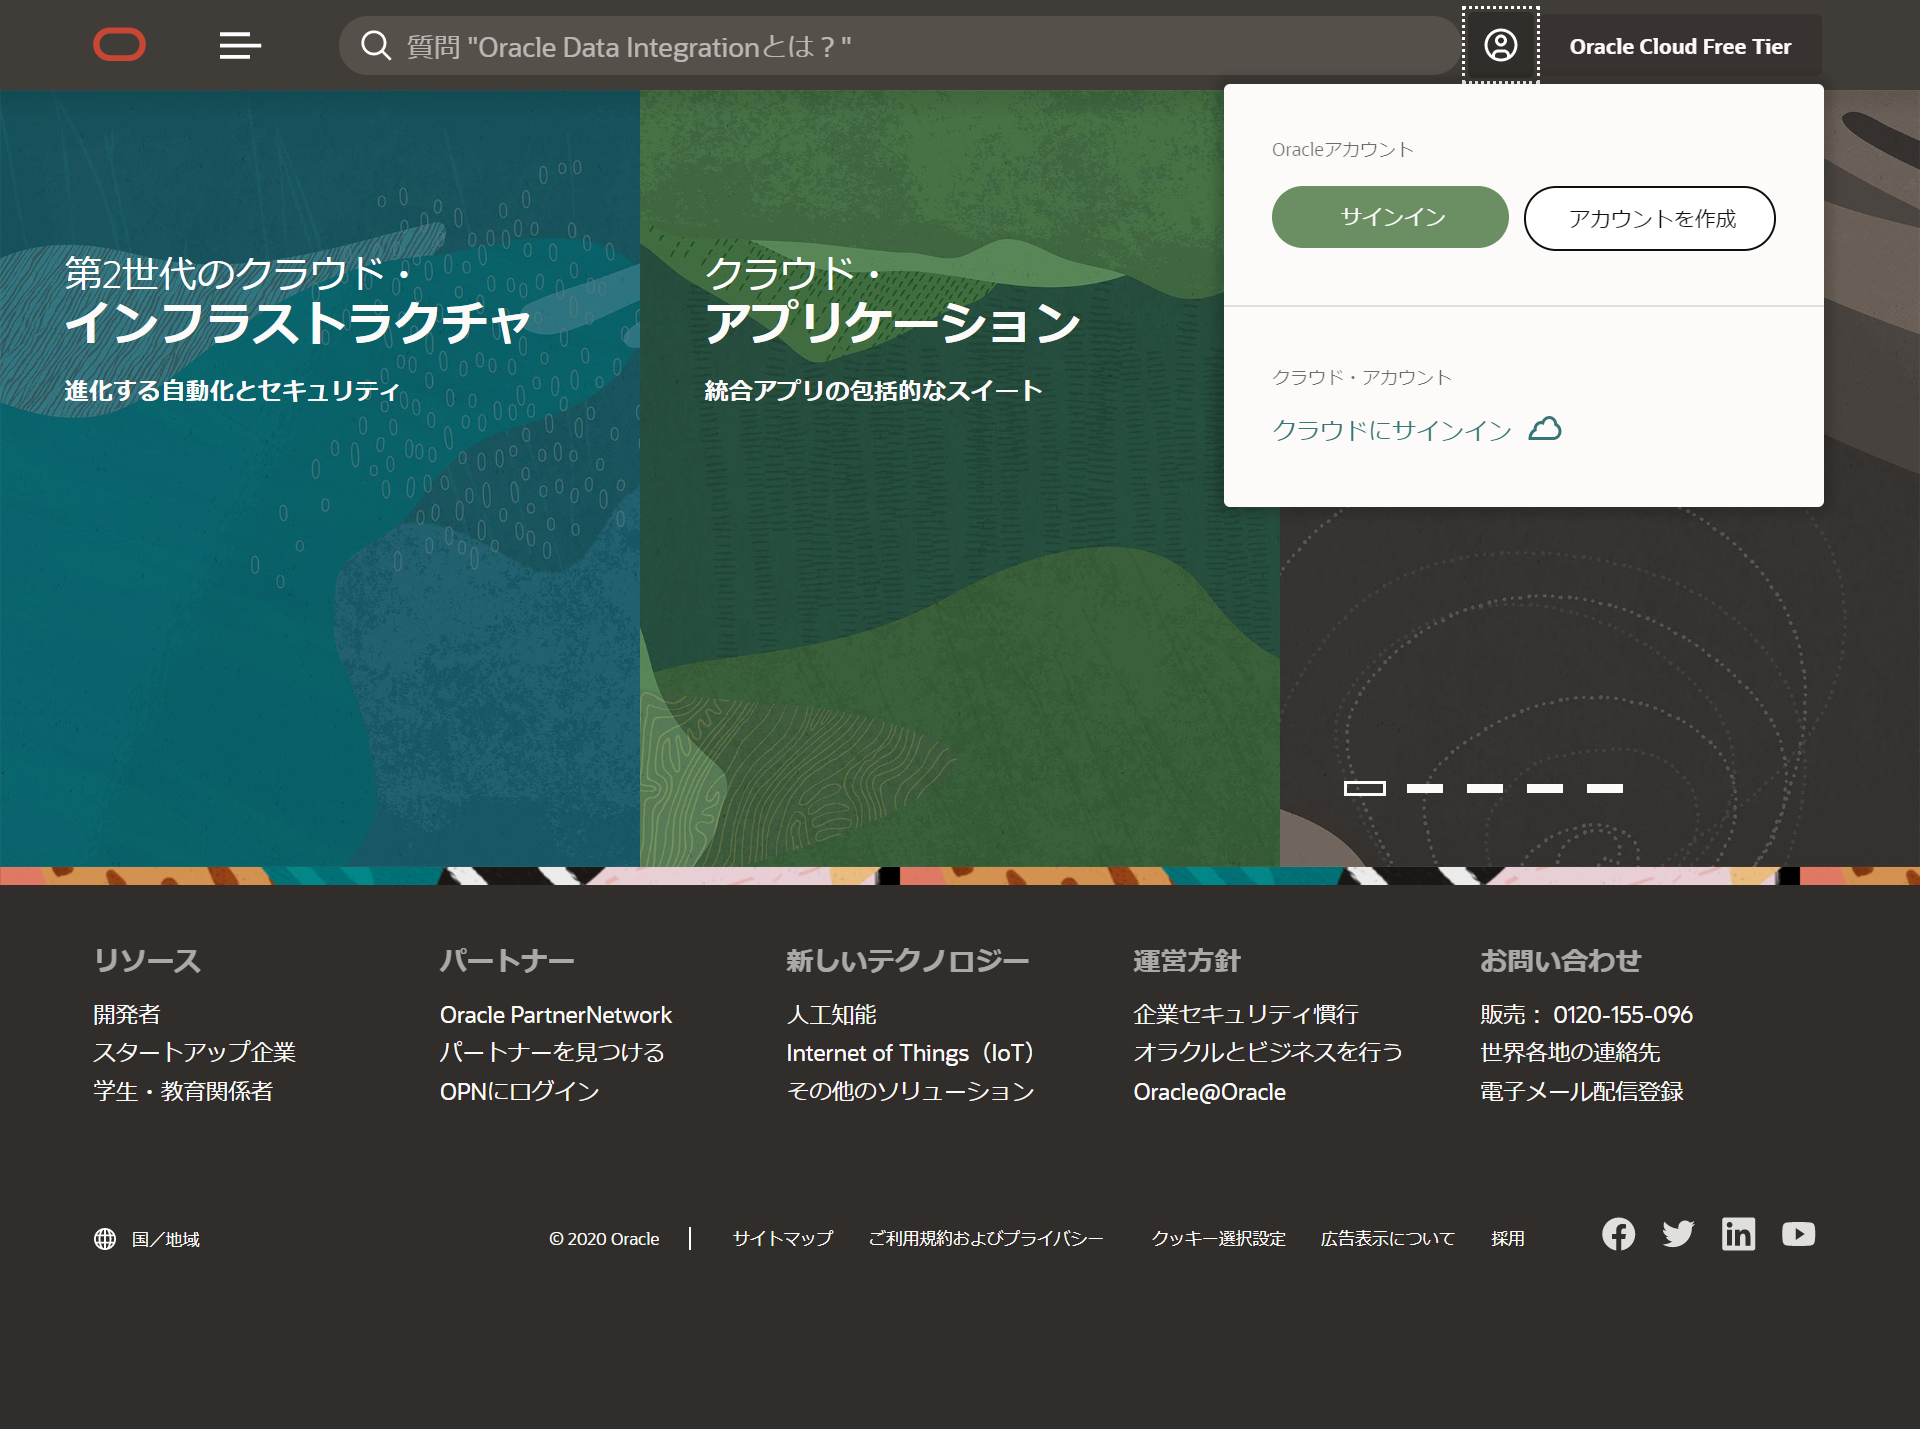 質問 "Oracle Data Integrationとは？"
Oracle Cloud Free Tier
Oracleアカウント
サインイン
アカウントを作成
クラウド・アカウント
クラウドにサインイン
第2世代のクラウド・
インフラストラクチャ
進化する自動化とセキュリティ
クラウド・
アプリケーション
統合アプリの包括的なスイート
リソース
開発者
スタートアップ企業
学生・教育関係者
パートナー
Oracle PartnerNetwork
パートナーを見つける
OPNにログイン
新しいテクノロジー
人工知能
Internet of Things（IoT）
その他のソリューション
運営方針
企業セキュリティ慣行
オラクルとビジネスを行う
Oracle@Oracle
お問い合わせ
販売： 0120-155-096
世界各地の連絡先
電子メール配信登録
国／地域
© 2020 Oracle
サイトマップ
ご利用規約およびプライバシー
クッキー選択設定
広告表示について
採用